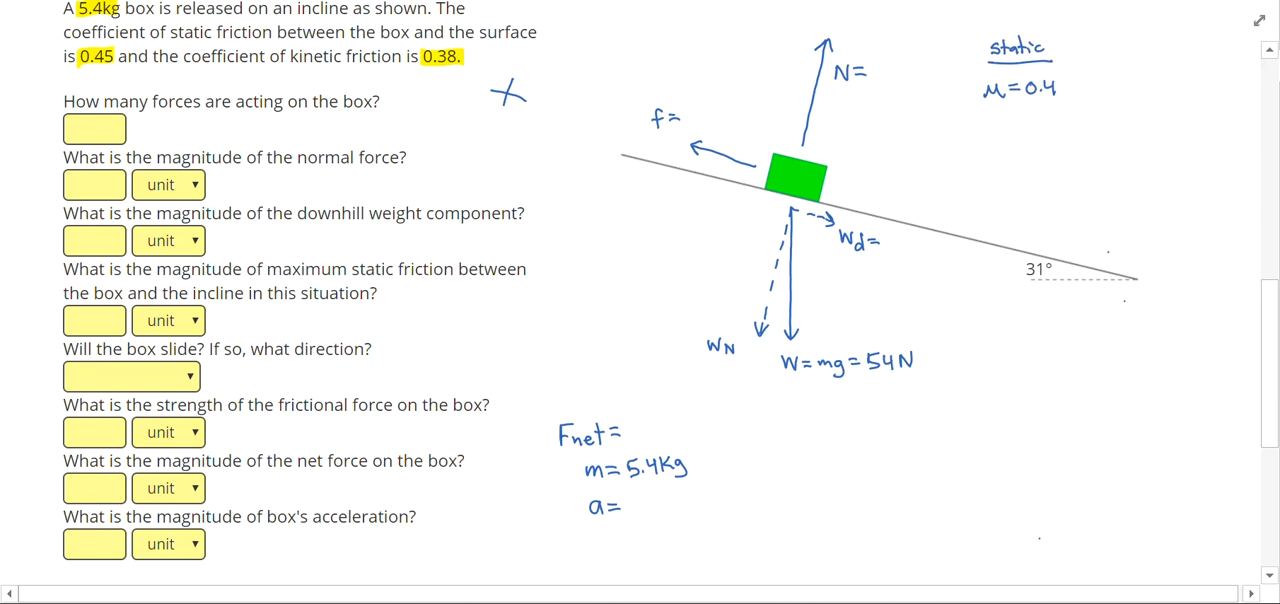 A 5.4kg box is released on an incline as shown. The
coefficient of static friction between the box and the surface
is 0.45 and the coefficient of kinetic friction is 0.38.
How many forces are acting on the box?
What is the magnitude of the normal force?
unit
What is the magnitude of the downhill weight component?
unit
What is the magnitude of maximum static friction between
the box and the incline in this situation?
unit
Will the box slide? If so, what direction?
What is the strength of the frictional force on the box?
unit
What is the magnitude of the net force on the box?
unit
What is the magnitude of box's acceleration?
unit
static
μ=0.4
N=
f=
Wd=
31°
WN
W=mg=54N
Fnet=
m=5.4Kg
a=